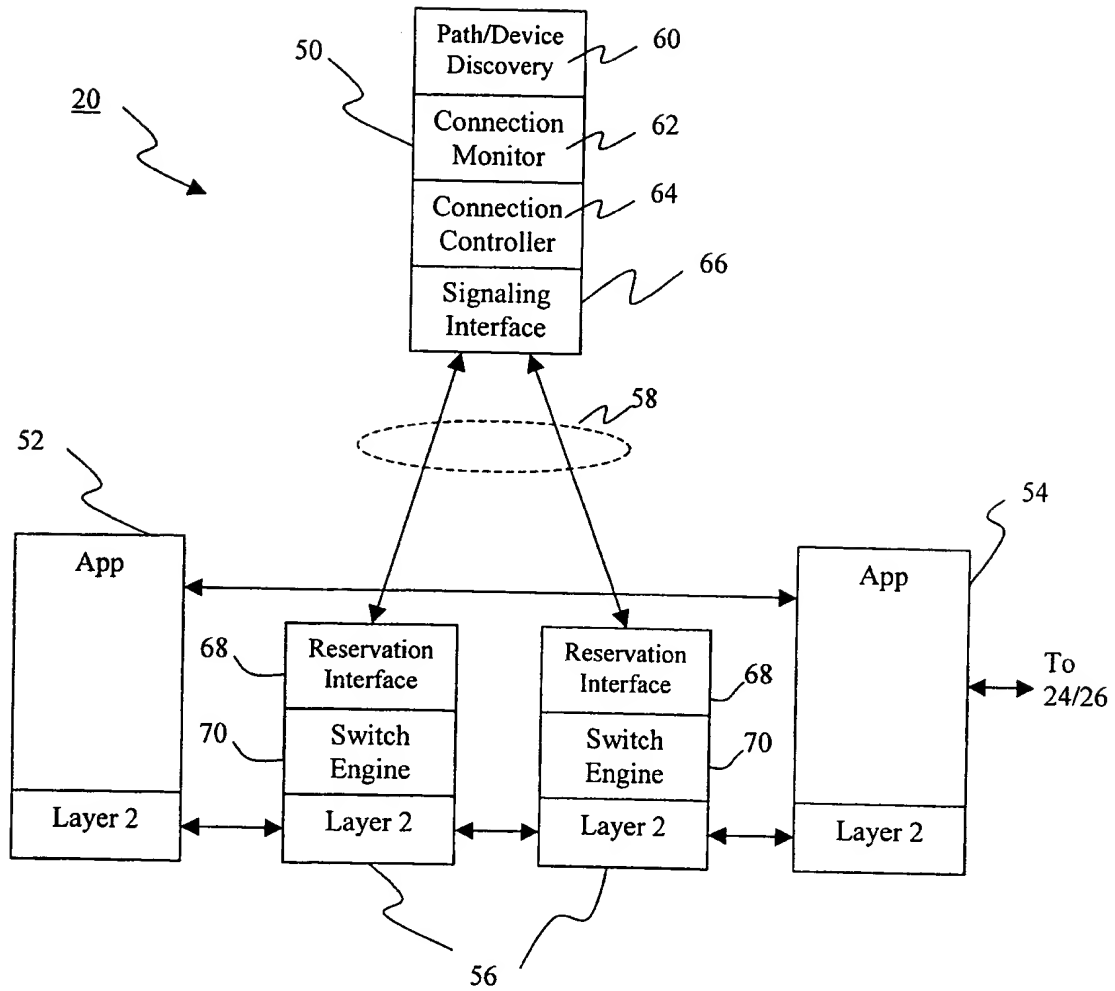 Path/Device
Discovery
60
50
20
Connection
Monitor
62
Connection
Controller
64
66
Signaling
Interface
58
52
54
App
App
68
Reservation
Interface
Reservation
Interface
68
To
24/26
70
Switch
Engine
Switch
Engine
70
Layer 2
Layer 2
Layer 2
Layer 2
56